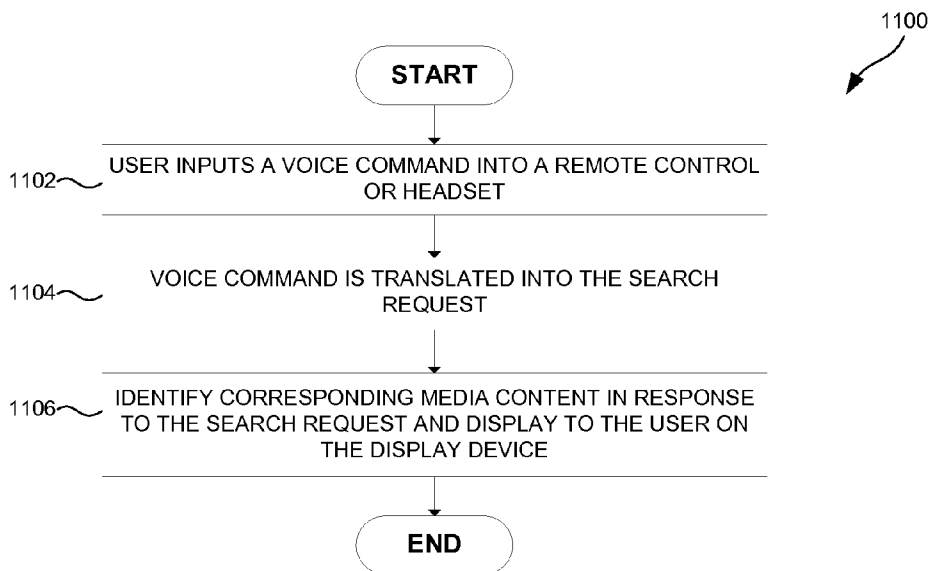 1100
START
1102
USER INPUTS A VOICE COMMAND INTO A REMOTE CONTROL
OR HEADSET
1104
VOICE COMMAND IS TRANSLATED INTO THE SEARCH
REQUEST
1106
IDENTIFY CORRESPONDING MEDIA CONTENT IN RESPONSE
TO THE SEARCH REQUEST AND DISPLAY TO THE USER ON
THE DISPLAY DEVICE
END